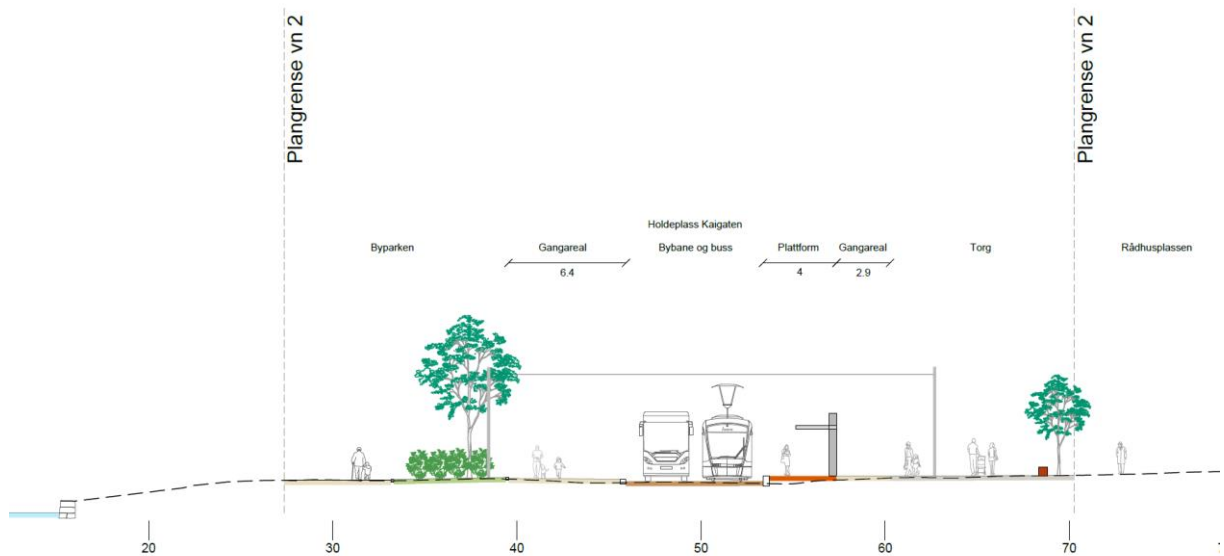 Plangrense vn 2
Plangrense vn 2
Holdeplass Kaigaten
Byparken
Gangareal
Bybane og buss
Plattform
Gangareal
Torg
Rådhusplassen
6.4
4
2.9
20
30
40
50
60
70